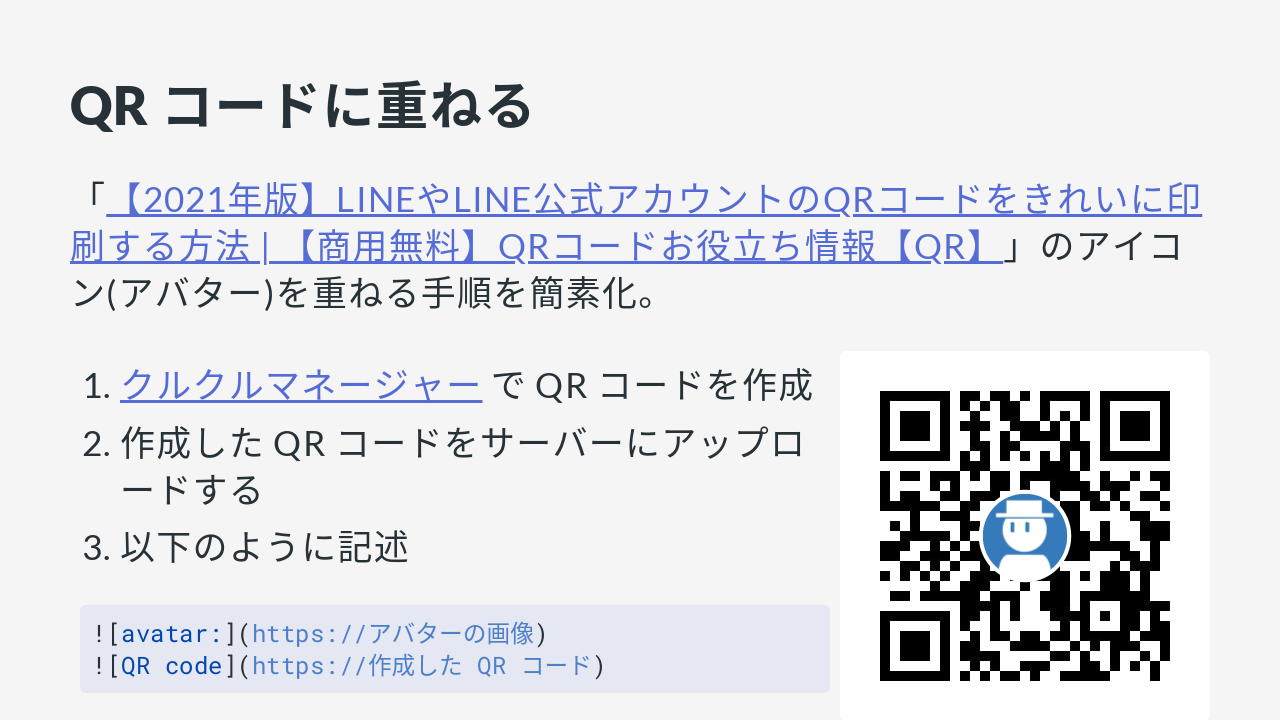 QR コードに重ねる
「【2021年版】LINEやLINE公式アカウントのQRコードをきれいに印
刷する方法 | 【商用無料】QRコードお役立ち情報【QR】」のアイコ
ン(アバター)を重ねる手順を簡素化。
1. クルクルマネージャー で QR コードを作成
2. 作成した QR コードをサーバーにアップロ
ードする
3. 以下のように記述
![avatar:](https://アバターの画像)
![QR code](https://作成した QR コード)